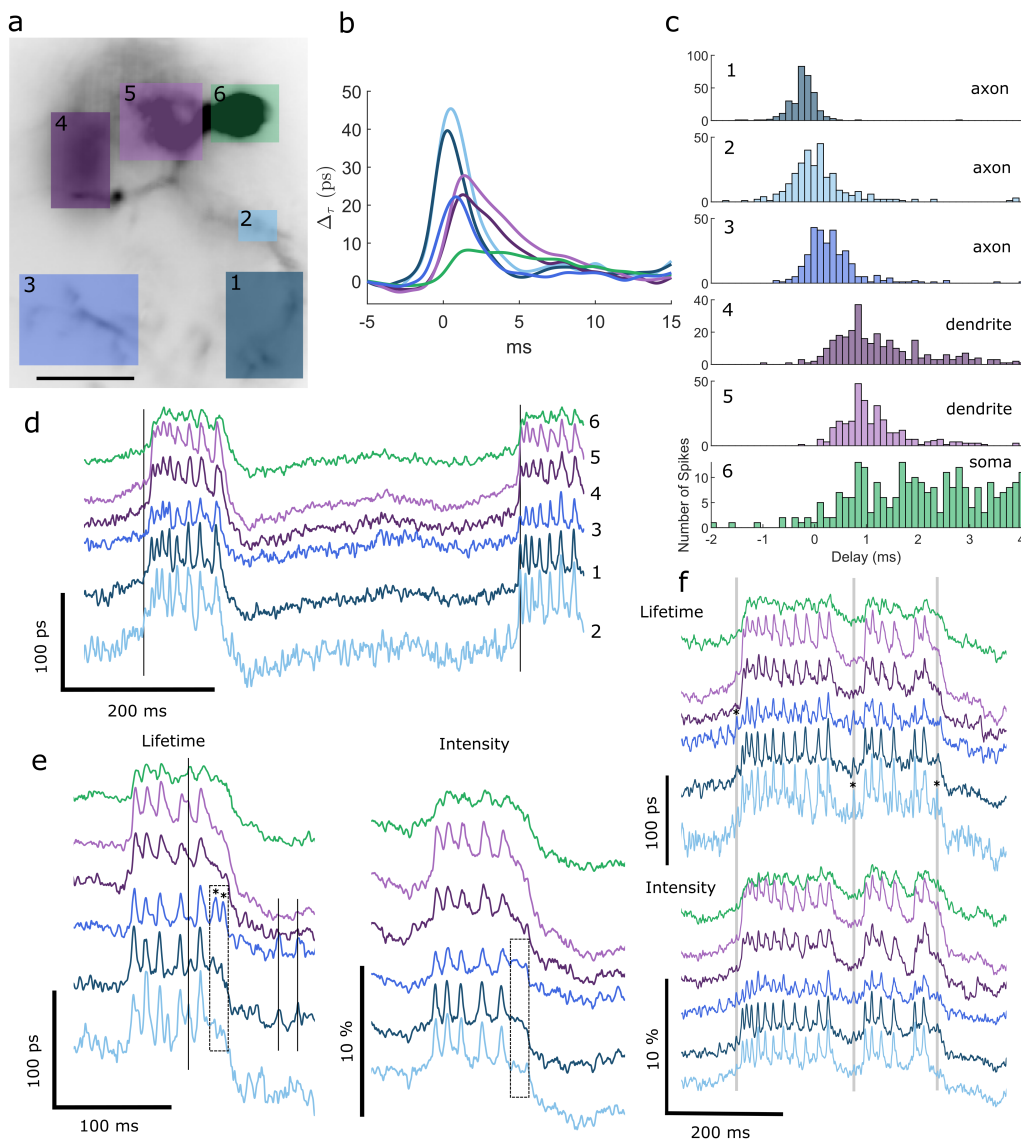 a
5
6
4
2
3
1
b
50
40
30
20
10
0
Δτ (ps)
-5
0
5
10
15
ms
c
100
50
0
1
axon
50
0
2
axon
50
0
3
axon
40
20
0
4
dendrite
50
0
5
dendrite
10
5
0
6
soma
Number of Spikes
-2
-1
0
1
2
3
4
Delay (ms)
d
6
5
4
3
1
2
100 ps
200 ms
e
Lifetime
* *
100 ps
100 ms
Intensity
10 %
f
Lifetime
*
*
*
100 ps
Intensity
10 %
200 ms